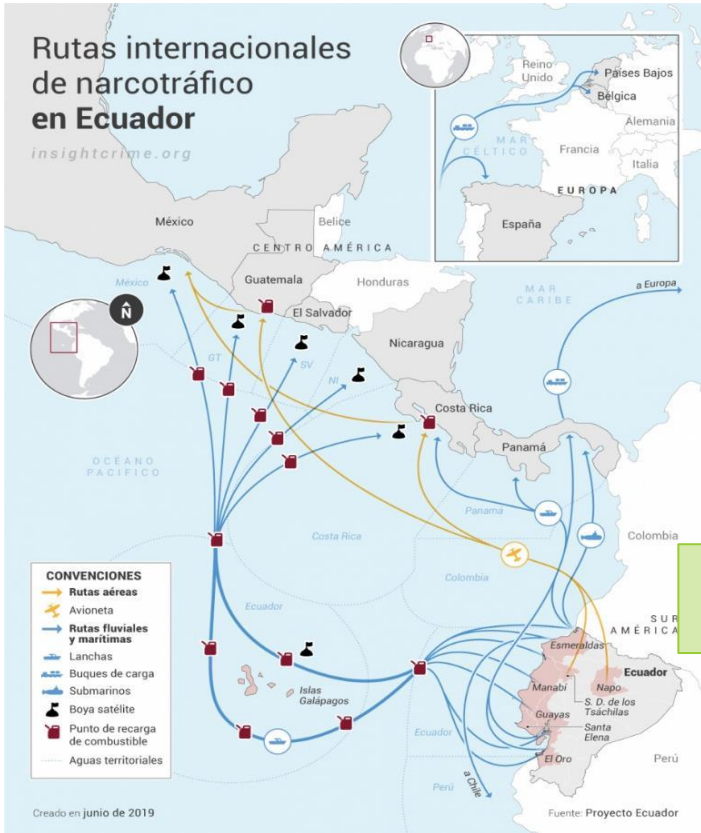 Rutas internacionales
de narcotráfico
en Ecuador
insightcrime.org
Reino
Unido
Países Bajos
Bélgica
Alemania
MAR
CÉLTICO
Francia
Italia
EUROPA
España
México
Belice
CENTRO AMÉRICA
México
Guatemala
Honduras
MAR
CARIBE
a Europa
El Salvador
N
Nicaragua
GT
SV
NI
Costa Rica
Panamá
OCÉANO
PACIFICO
Panamá
Costa Rica
Colombia
Colombia
CONVENCIONES
Rutas aéreas
Avioneta
Rutas fluviales
y marítimas
Lanchas
Buques de carga
Submarinos
Boya satélite
Punto de recarga
de combustible
Aguas territoriales
Ecuador
SUR
AMÉRICA
Esmeraldas
Ecuador
Islas
Galápagos
Manabí
Napo
S. D. de los
Tsáchilas
Guayas
Santa
Elena
Ecuador
El Oro
Perú
Perú
a Chile
Creado en junio de 2019
Fuente: Proyecto Ecuador